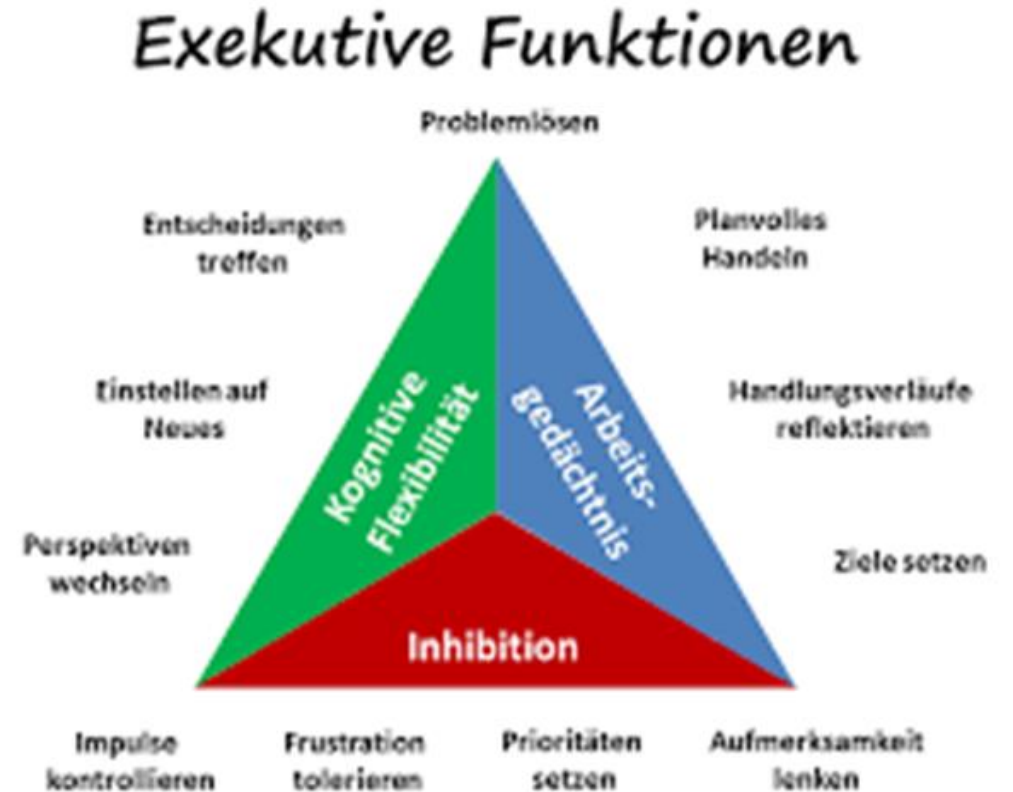 Exekutive Funktionen
Problemlösen
Entscheidungen
treffen
Planvolles
Handeln
Einstellen auf
Neues
Handlungsverläufe
reflektieren
Kognitive
Flexibilität
Arbeits-
gedächtnis
Perspektiven
wechseln
Ziele setzen
Inhibition
Impulse
kontrollieren
Frustration
tolerieren
Prioritäten
setzen
Aufmerksamkeit
lenken